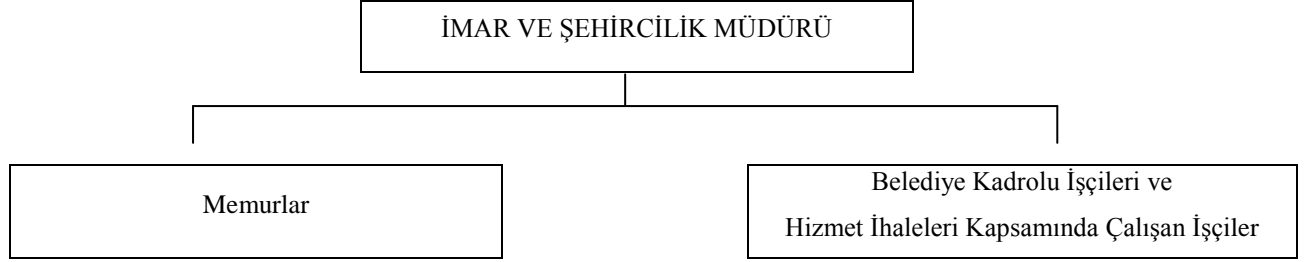 İMAR VE ŞEHİRCİLİK MÜDÜRÜ
Memurlar
Belediye Kadrolu İşçileri ve
Hizmet İhaleleri Kapsamında Çalışan İşçiler